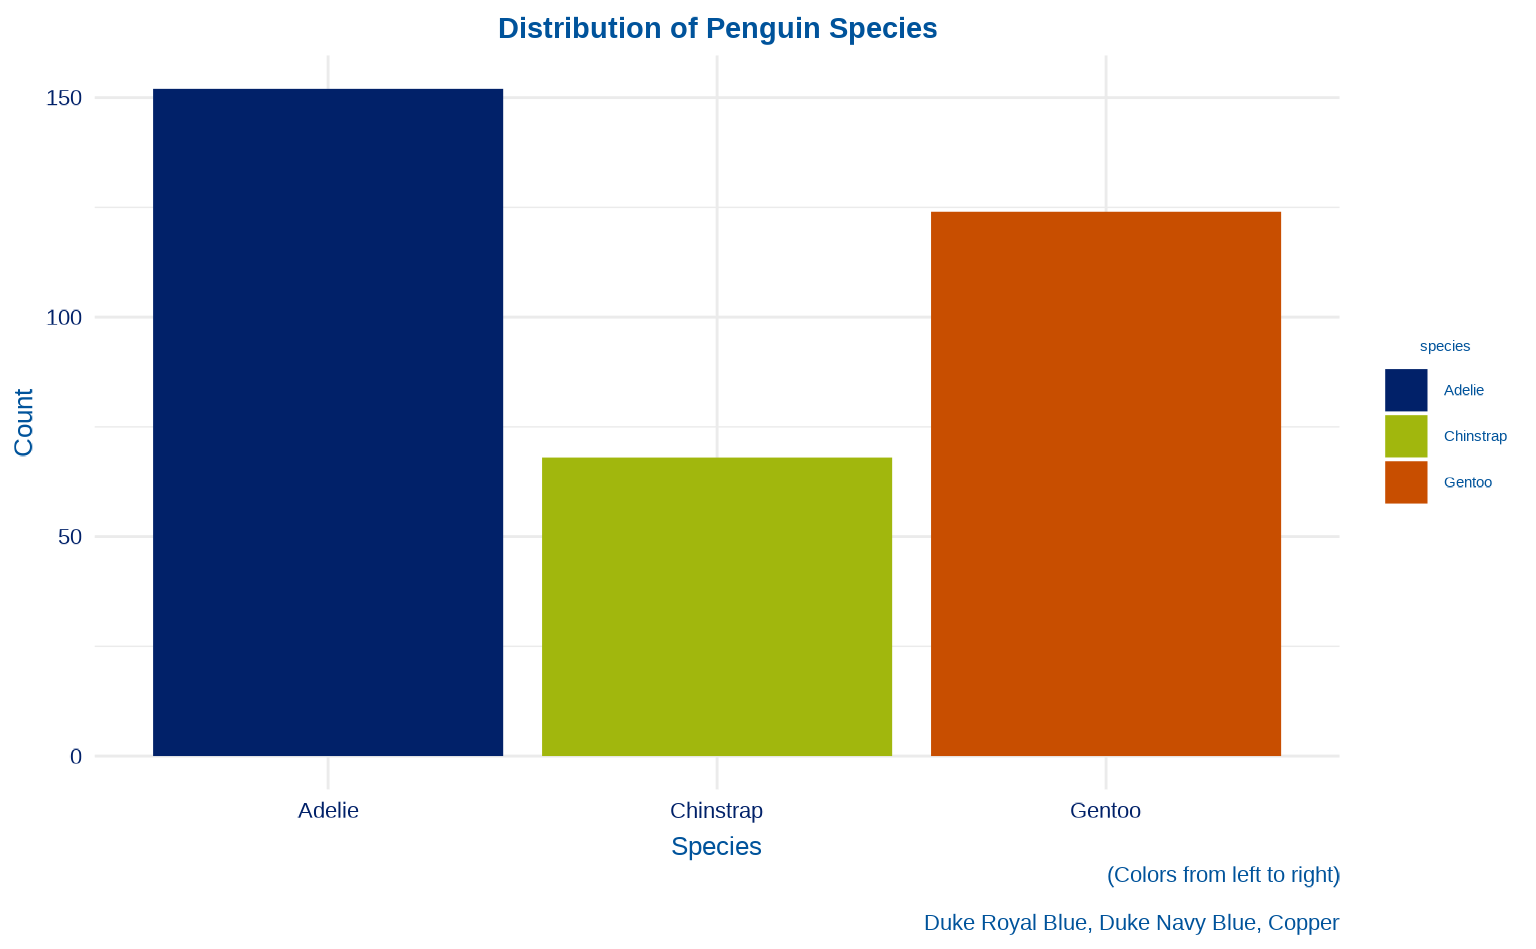 Distribution of Penguin Species
150
100
50
0
Count
Adelie
Chinstrap
Gentoo
Species
species
Adelie
Chinstrap
Gentoo
(Colors from left to right)
Duke Royal Blue, Duke Navy Blue, Copper